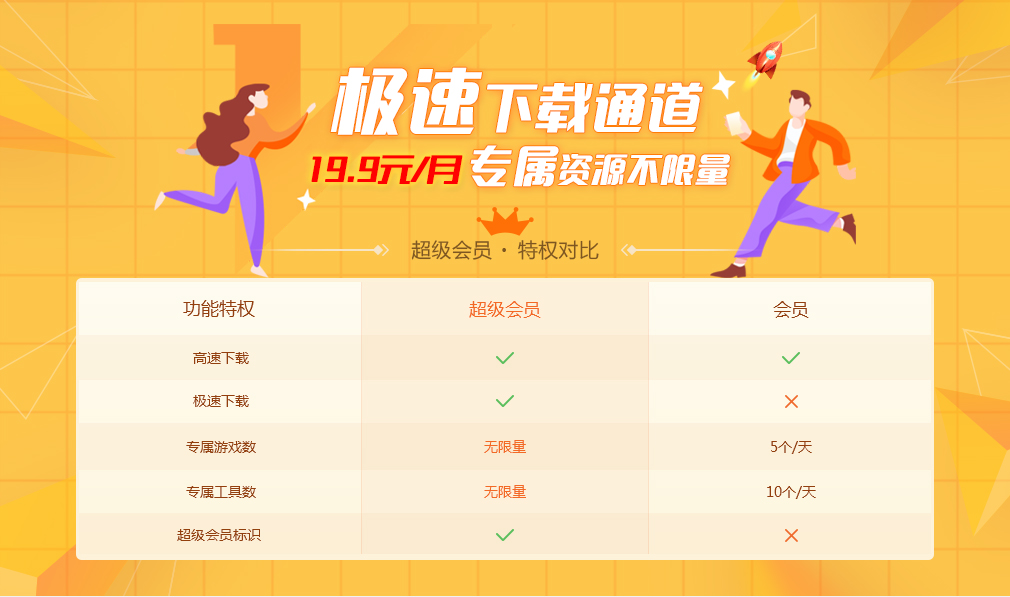 极速下载通道
19.9元/月 专属资源不限量
超级会员·特权对比
功能特权 超级会员 会员
高速下载
极速下载
专属游戏数 无限量 5个/天
专属工具数 无限量 10个/天
超级会员标识